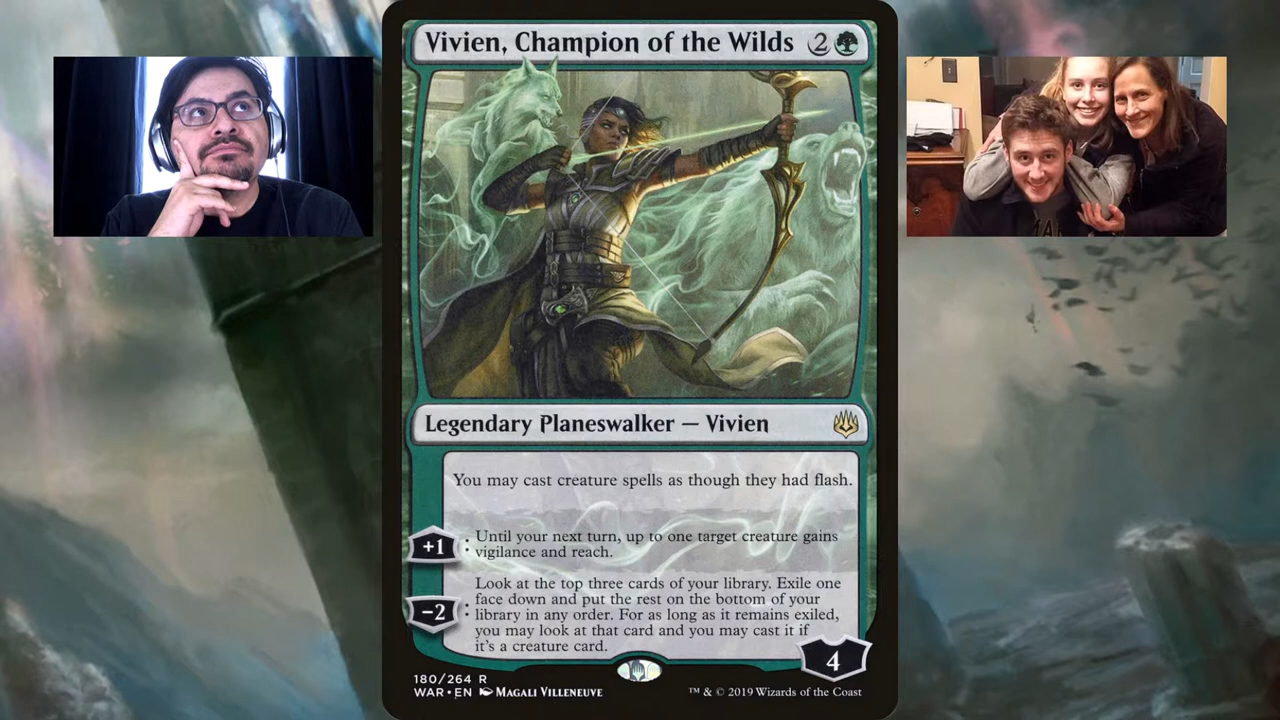 Vivien, Champion of the Wilds 2
Legendary Planeswalker — Vivien
You may cast creature spells as though they had flash.
+1 : Until your next turn, up to one target creature gains
vigilance and reach.
Look at the top three cards of your library. Exile one
face down and put the rest on the bottom of your
−2 : library in any order. For as long as it remains exiled,
you may look at that card and you may cast it if
it's a creature card.
4
180/264 R
WAR • EN Magali Villeneuve
™ & © 2019 Wizards of the Coast